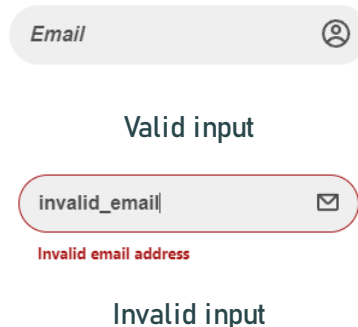 Email
Valid input
invalid_email
Invalid email address
Invalid input